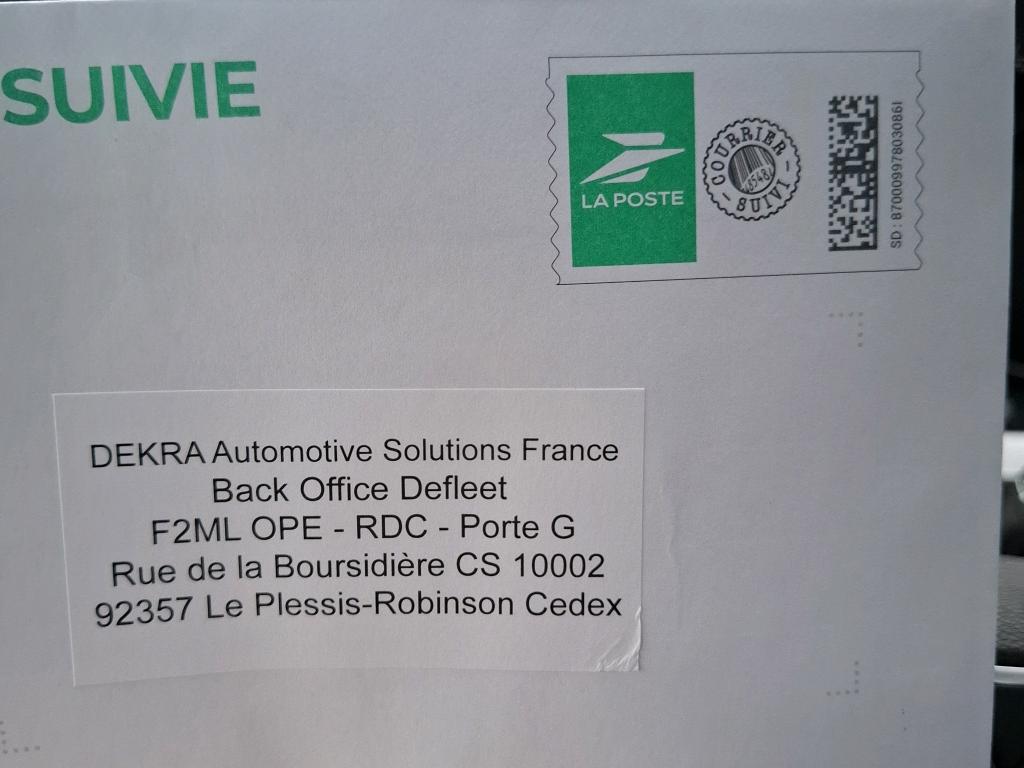 SUIVIE
LA POSTE
COURRIER
SUIVI
SD : 87000997803086I
DEKRA Automotive Solutions France
Back Office Defleet
F2ML OPE - RDC - Porte G
Rue de la Boursidière CS 10002
92357 Le Plessis-Robinson Cedex